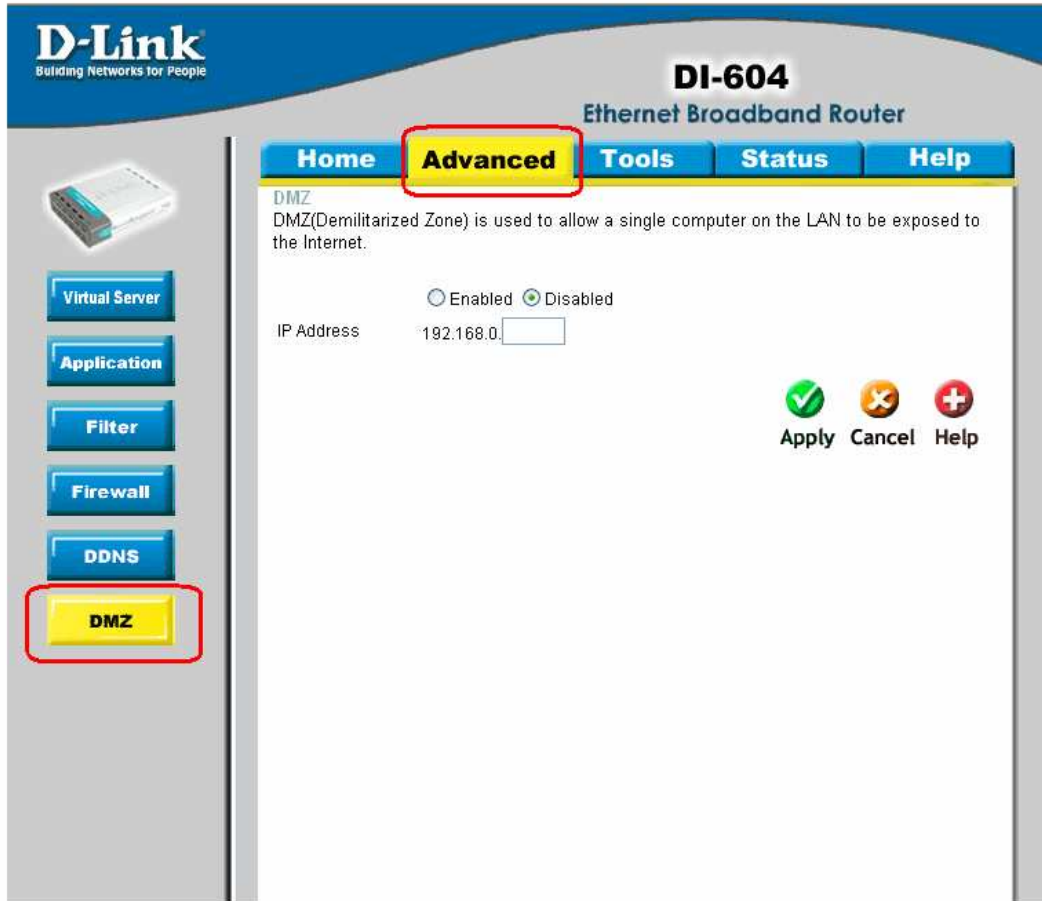 D-Link
Building Networks for People
DI-604
Ethernet Broadband Router
Home Advanced Tools Status Help
DMZ
DMZ(Demilitarized Zone) is used to allow a single computer on the LAN to be exposed to
the Internet.
Enabled Disabled
IP Address 192.168.0.
Apply Cancel Help
Virtual Server
Application
Filter
Firewall
DDNS
DMZ